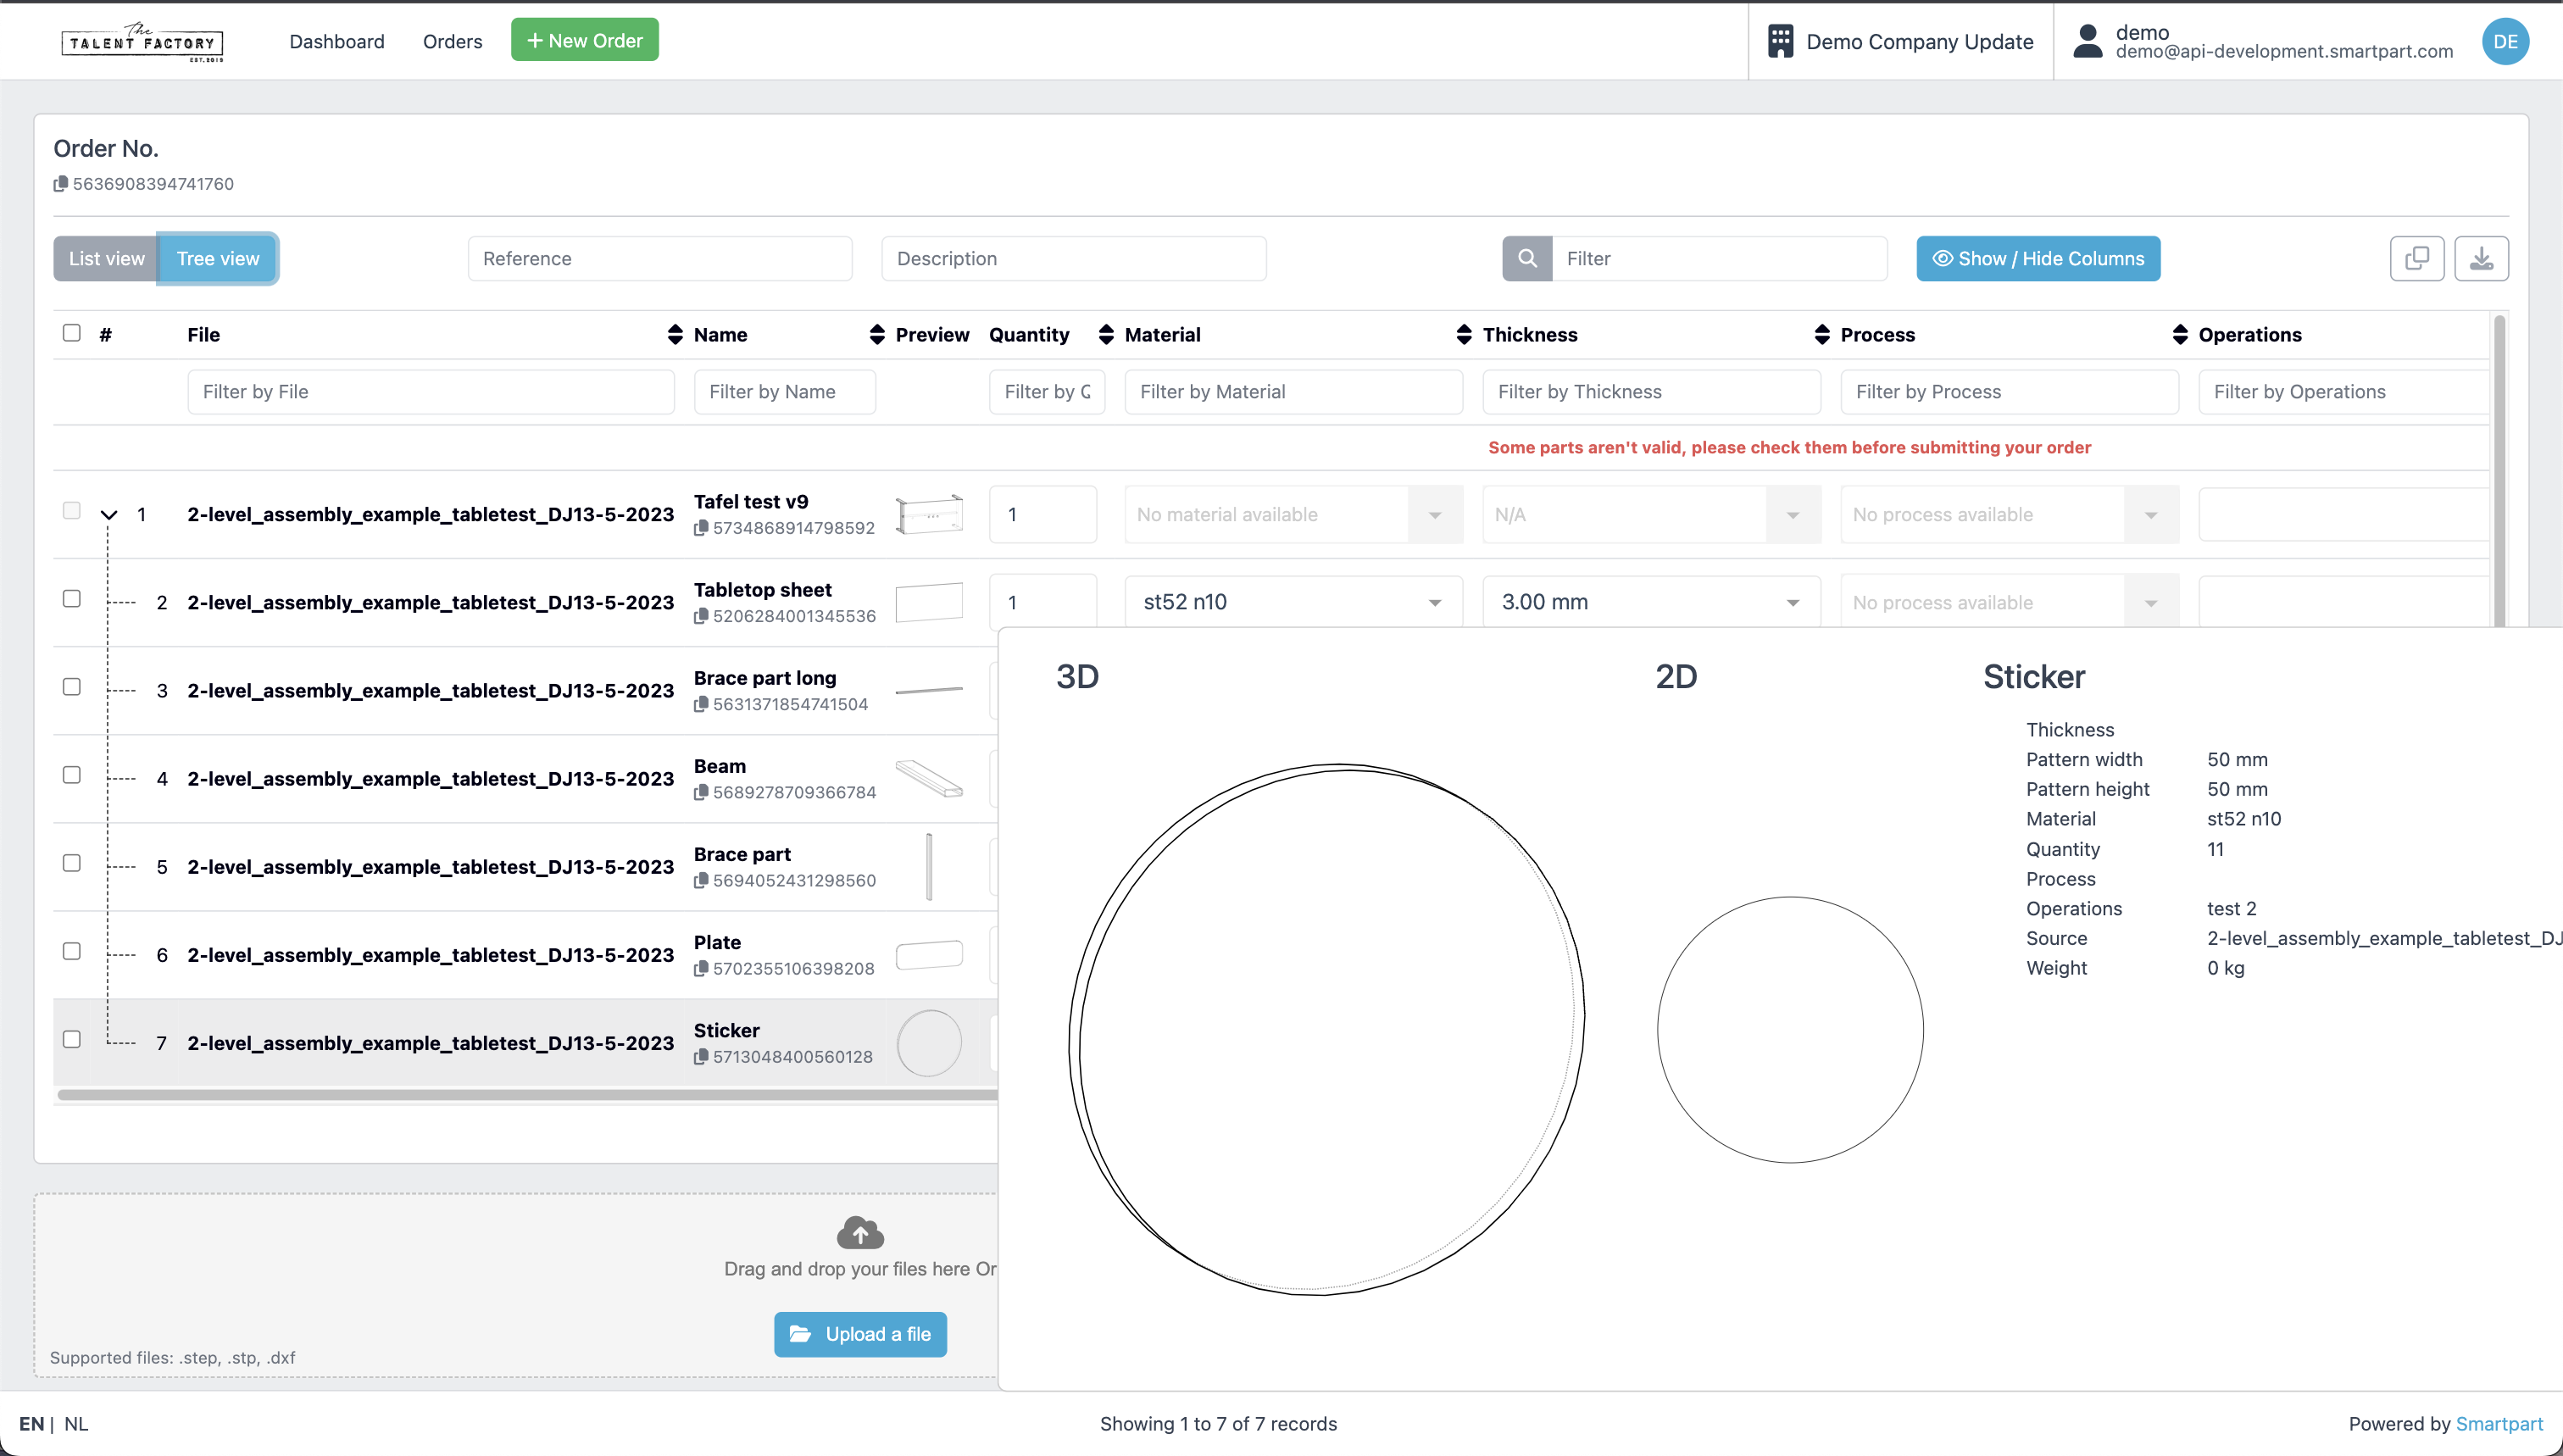 The
TALENT FACTORY
EST.2019
Dashboard
Orders
+ New Order
Demo Company Update
demo
demo@api-development.smartpart.com
DE
Order No.
5636908394741760
List view
Tree view
Reference
Description
Filter
Show / Hide Columns
# File Name Preview Quantity Material Thickness Process Operations
Filter by File Filter by Name Filter by Q Filter by Material Filter by Thickness Filter by Process Filter by Operations
Some parts aren't valid, please check them before submitting your order
1 2-level_assembly_example_tabletest_DJ13-5-2023 Tafel test v9 1 No material available N/A No process available
5734868914798592
2 2-level_assembly_example_tabletest_DJ13-5-2023 Tabletop sheet 1 st52 n10 3.00 mm No process available
5206284001345536
3 2-level_assembly_example_tabletest_DJ13-5-2023 Brace part long
5631371854741504
4 2-level_assembly_example_tabletest_DJ13-5-2023 Beam
5689278709366784
5 2-level_assembly_example_tabletest_DJ13-5-2023 Brace part
5694052431298560
6 2-level_assembly_example_tabletest_DJ13-5-2023 Plate
5702355106398208
7 2-level_assembly_example_tabletest_DJ13-5-2023 Sticker
5713048400560128
3D
2D
Sticker
Thickness
Pattern width 50 mm
Pattern height 50 mm
Material st52 n10
Quantity 11
Process
Operations test 2
Source 2-level_assembly_example_tabletest_DJ
Weight 0 kg
Drag and drop your files here Or
Upload a file
Supported files: .step, .stp, .dxf
EN | NL
Showing 1 to 7 of 7 records
Powered by Smartpart